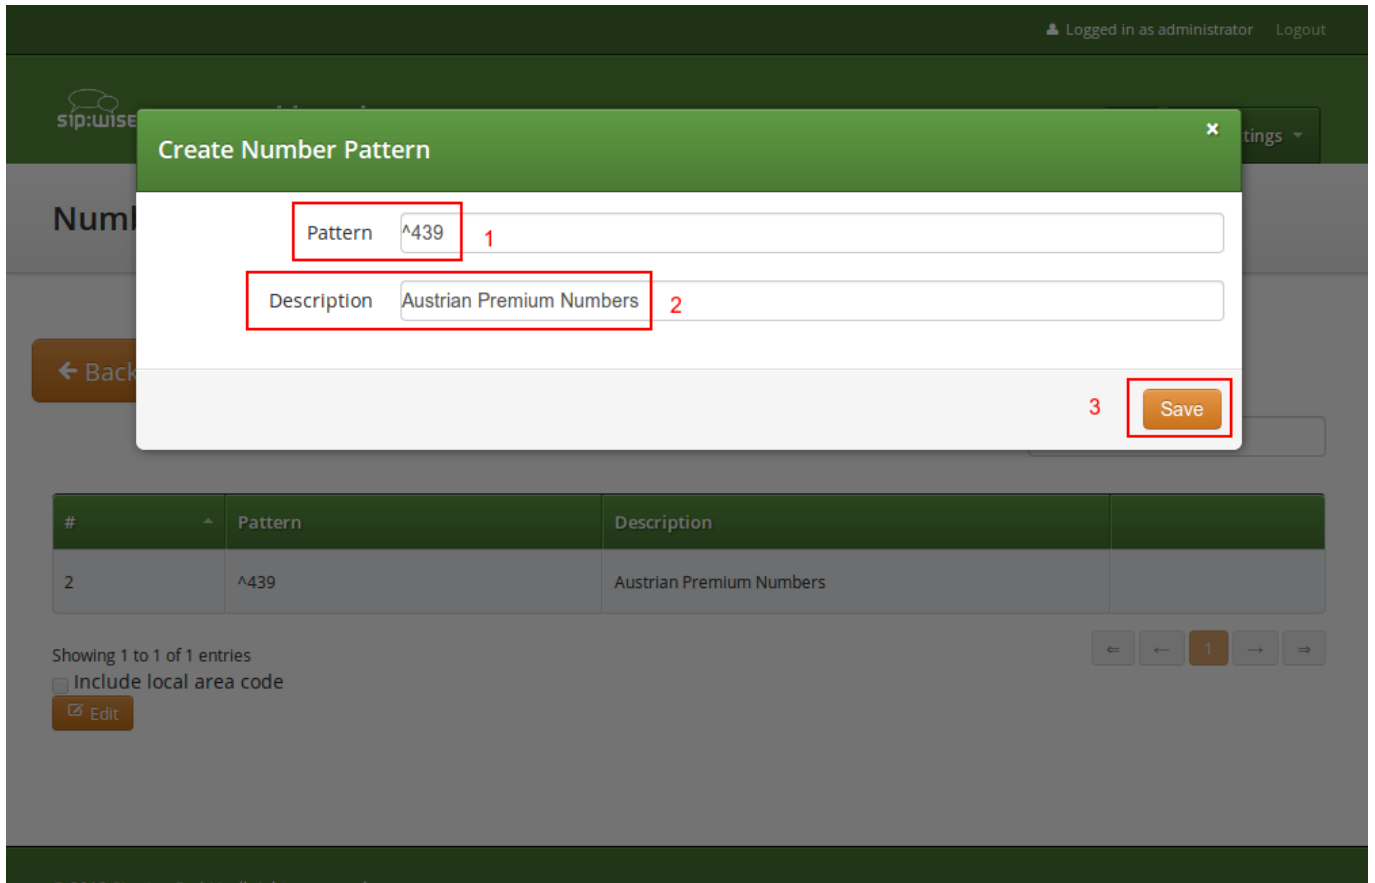 Logged in as administrator Logout
sip:wise
tings
Create Number Pattern ×
Numb
Pattern ^439 1
Description Austrian Premium Numbers 2
← Back
3 Save
# Pattern Description
2 ^439 Austrian Premium Numbers
Showing 1 to 1 of 1 entries ⇐ ← 1 → ⇒
Include local area code
Edit